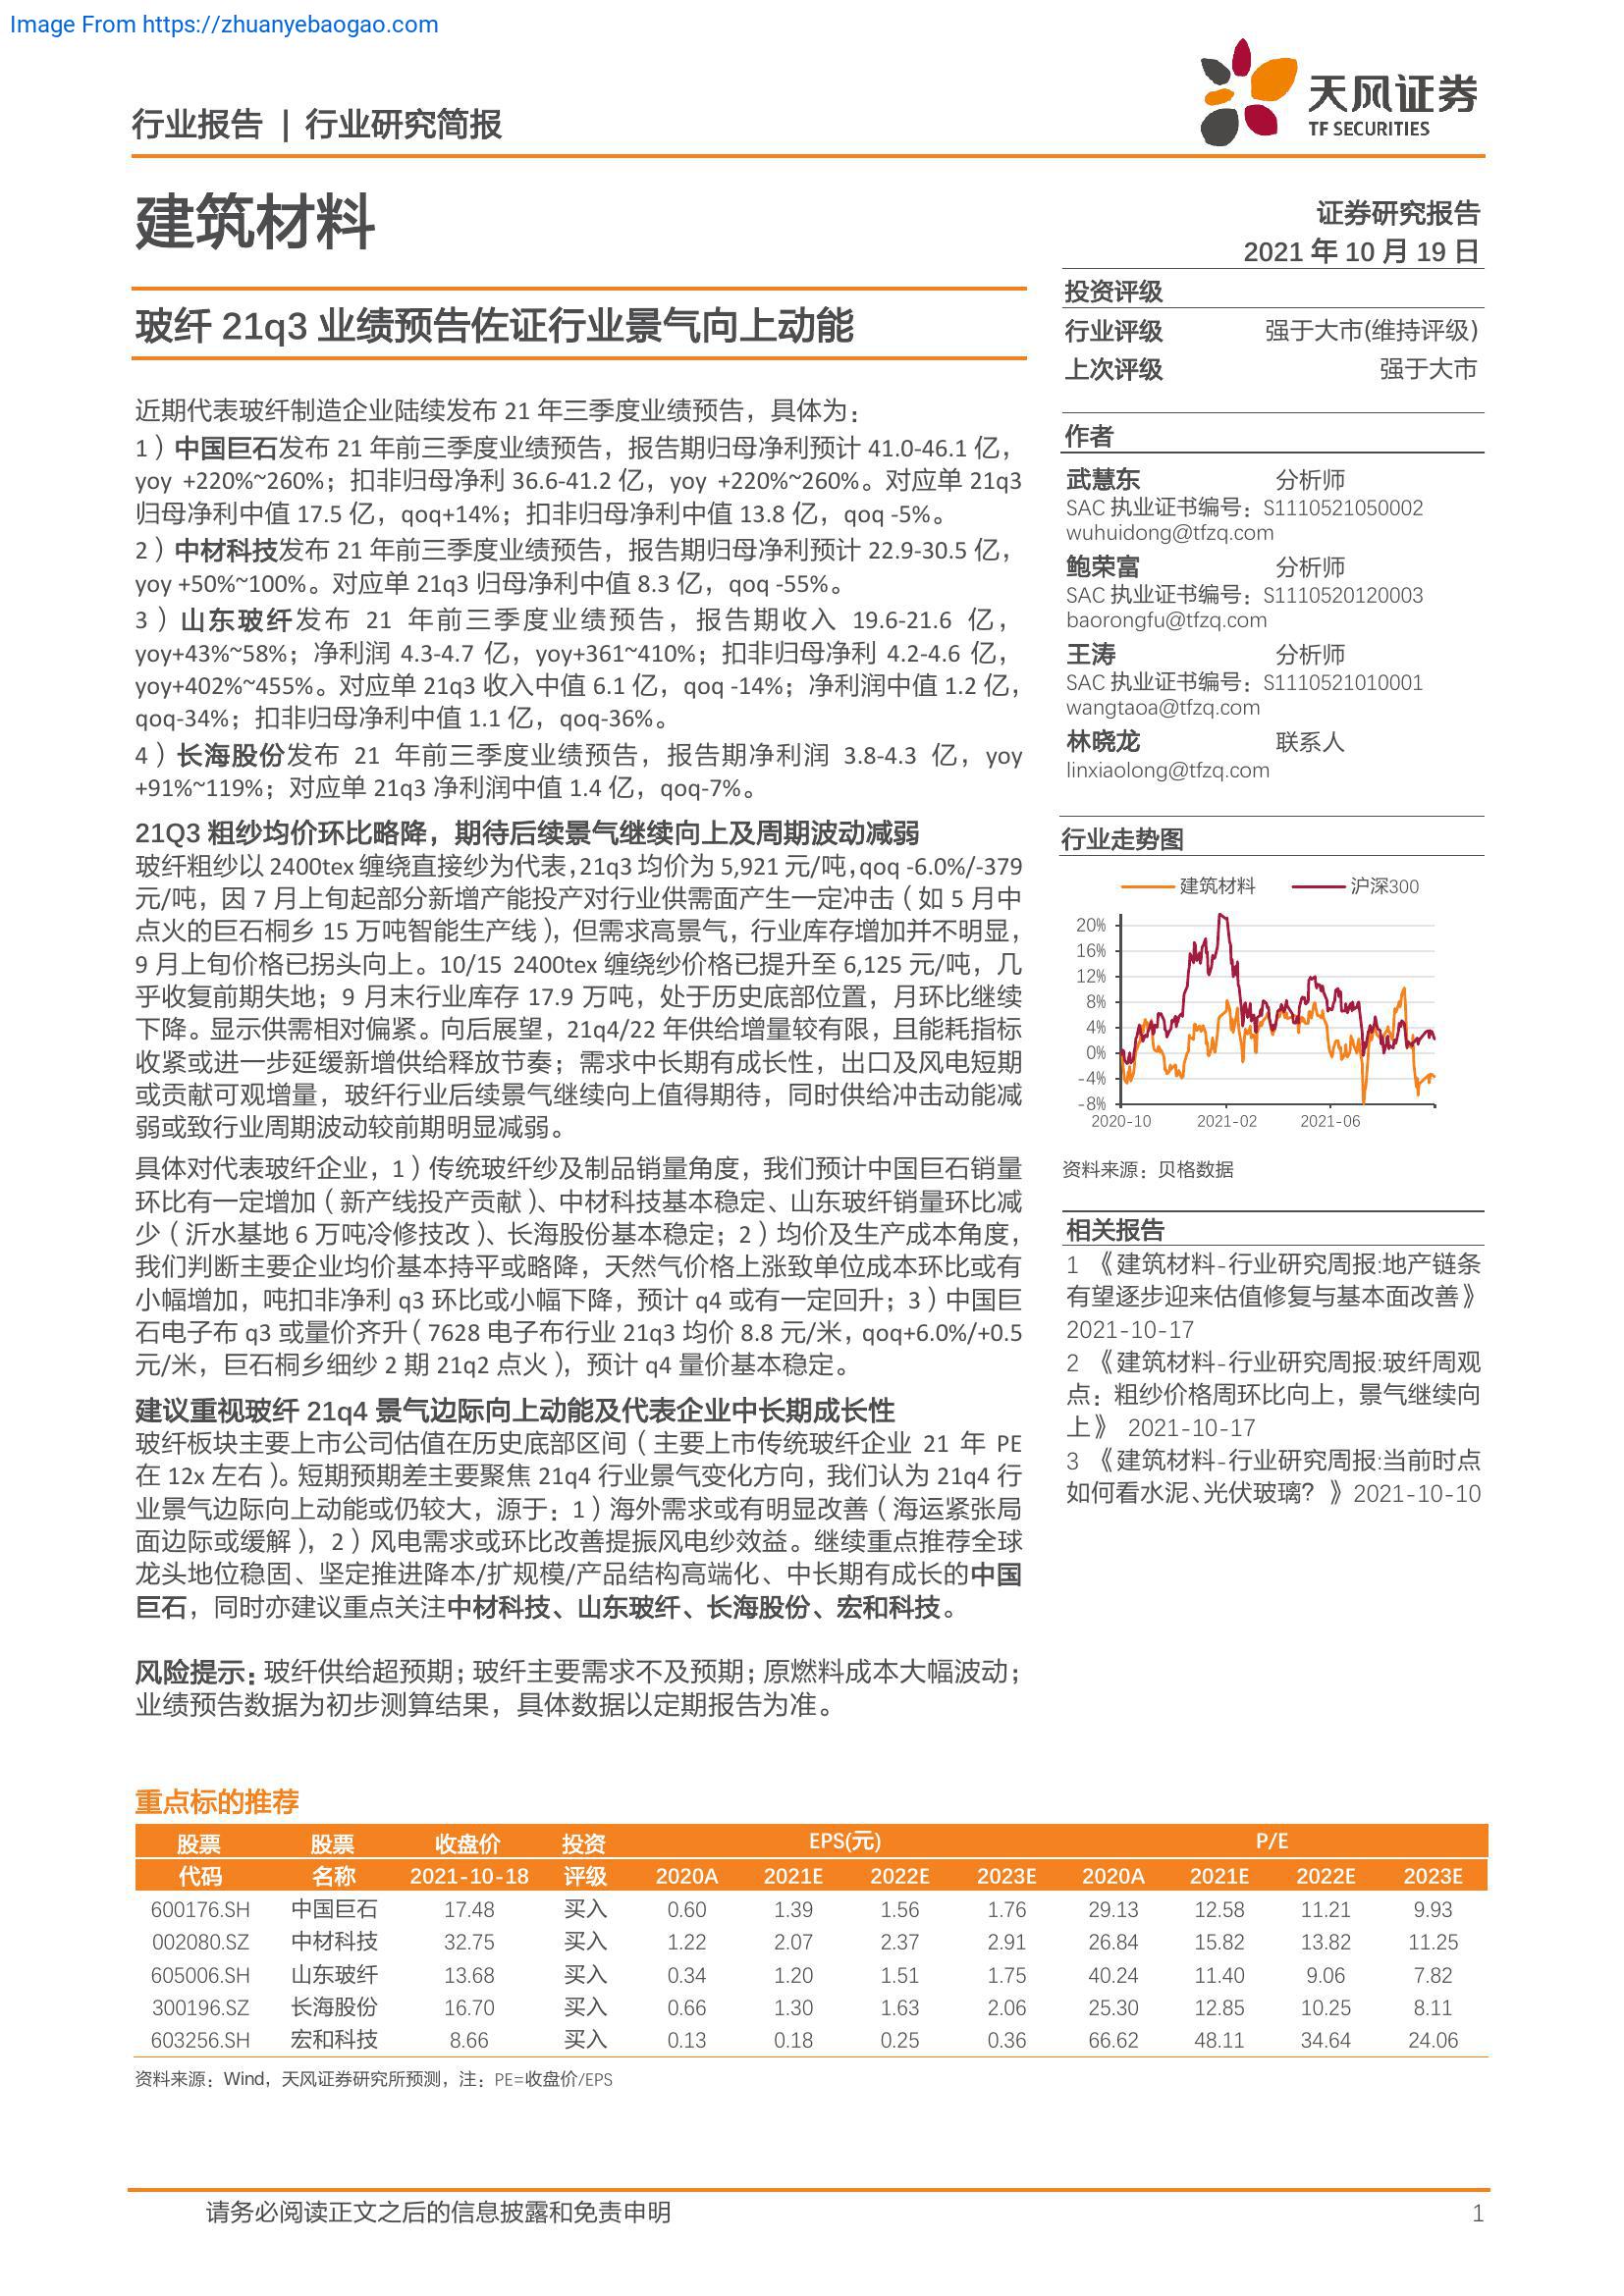 Image From https://zhuanyebaogao.com
行业报告 | 行业研究简报
天风证券
TF SECURITIES
建筑材料
证券研究报告
2021 年 10 月 19 日
玻纤 21q3 业绩预告佐证行业景气向上动能
近期代表玻纤制造企业陆续发布 21 年三季度业绩预告，具体为：
1）中国巨石发布 21 年前三季度业绩预告，报告期归母净利预计 41.0-46.1 亿，
yoy +220%~260%；扣非归母净利 36.6-41.2 亿，yoy +220%~260%。对应单 21q3
归母净利中值 17.5 亿，qoq+14%；扣非归母净利中值 13.8 亿，qoq -5%。
2）中材科技发布 21 年前三季度业绩预告，报告期归母净利预计 22.9-30.5 亿，
yoy +50%~100%。对应单 21q3 归母净利中值 8.3 亿，qoq -55%。
3）山东玻纤发布 21 年前三季度业绩预告，报告期收入 19.6-21.6 亿，
yoy+43%~58%；净利润 4.3-4.7 亿，yoy+361~410%；扣非归母净利 4.2-4.6 亿，
yoy+402%~455%。对应单 21q3 收入中值 6.1 亿，qoq -14%；净利润中值 1.2 亿，
qoq-34%；扣非归母净利中值 1.1 亿，qoq-36%。
4）长海股份发布 21 年前三季度业绩预告，报告期净利润 3.8-4.3 亿，yoy
+91%~119%；对应单 21q3 净利润中值 1.4 亿，qoq-7%。
21Q3 粗纱均价环比略降，期待后续景气继续向上及周期波动减弱
玻纤粗纱以 2400tex 缠绕直接纱为代表，21q3 均价为 5,921 元/吨，qoq -6.0%/-379
元/吨，因 7 月上旬起部分新增产能投产对行业供需面产生一定冲击（如 5 月中
点火的巨石桐乡 15 万吨智能生产线），但需求高景气，行业库存增加并不明显，
9 月上旬价格已拐头向上。10/15 2400tex 缠绕纱价格已提升至 6,125 元/吨，几
乎收复前期失地；9 月末行业库存 17.9 万吨，处于历史底部位置，月环比继续
下降。显示供需相对偏紧。向后展望，21q4/22 年供给增量较有限，且能耗指标
收紧或进一步延缓新增供给释放节奏；需求中长期有成长性，出口及风电短期
或贡献可观增量，玻纤行业后续景气继续向上值得期待，同时供给冲击动能减
弱或致行业周期波动较前期明显减弱。
具体对代表玻纤企业，1）传统玻纤纱及制品销量角度，我们预计中国巨石销量
环比有一定增加（新产线投产贡献）、中材科技基本稳定、山东玻纤销量环比减
少（沂水基地 6 万吨冷修技改）、长海股份基本稳定；2）均价及生产成本角度，
我们判断主要企业均价基本持平或略降，天然气价格上涨致单位成本环比或有
小幅增加，吨扣非净利 q3 环比或小幅下降，预计 q4 或有一定回升；3）中国巨
石电子布 q3 或量价齐升（7628 电子布行业 21q3 均价 8.8 元/米，qoq+6.0%/+0.5
元/米，巨石桐乡细纱 2 期 21q2 点火），预计 q4 量价基本稳定。
建议重视玻纤 21q4 景气边际向上动能及代表企业中长期成长性
玻纤板块主要上市公司估值在历史底部区间（主要上市传统玻纤企业 21 年 PE
在 12x 左右）。短期预期差主要聚焦 21q4 行业景气变化方向，我们认为 21q4 行
业景气边际向上动能或仍较大，源于：1）海外需求或有明显改善（海运紧张局
面边际或缓解），2）风电需求或环比改善提振风电纱效益。继续重点推荐全球
龙头地位稳固、坚定推进降本/扩规模/产品结构高端化、中长期有成长的中国
巨石，同时亦建议重点关注中材科技、山东玻纤、长海股份、宏和科技。
风险提示：玻纤供给超预期；玻纤主要需求不及预期；原燃料成本大幅波动；
业绩预告数据为初步测算结果，具体数据以定期报告为准。
投资评级
行业评级 强于大市(维持评级)
上次评级 强于大市
作者
武慧东 分析师
SAC 执业证书编号：S1110521050002
wuhuidong@tfzq.com
鲍荣富 分析师
SAC 执业证书编号：S1110520120003
baorongfu@tfzq.com
王涛 分析师
SAC 执业证书编号：S1110521010001
wangtaoa@tfzq.com
林晓龙 联系人
linxiaolong@tfzq.com
行业走势图
建筑材料 沪深300
20%
16%
12%
8%
4%
0%
-4%
-8%
2020-10 2021-02 2021-06
资料来源：贝格数据
相关报告
1 《建筑材料-行业研究周报:地产链条
有望逐步迎来估值修复与基本面改善》
2021-10-17
2 《建筑材料-行业研究周报:玻纤周观
点：粗纱价格周环比向上，景气继续向
上》 2021-10-17
3 《建筑材料-行业研究周报:当前时点
如何看水泥、光伏玻璃？》2021-10-10
重点标的推荐
股票 股票 收盘价 投资 EPS(元) P/E
代码 名称 2021-10-18 评级 2020A 2021E 2022E 2023E 2020A 2021E 2022E 2023E
600176.SH 中国巨石 17.48 买入 0.60 1.39 1.56 1.76 29.13 12.58 11.21 9.93
002080.SZ 中材科技 32.75 买入 1.22 2.07 2.37 2.91 26.84 15.82 13.82 11.25
605006.SH 山东玻纤 13.68 买入 0.34 1.20 1.51 1.75 40.24 11.40 9.06 7.82
300196.SZ 长海股份 16.70 买入 0.66 1.30 1.63 2.06 25.30 12.85 10.25 8.11
603256.SH 宏和科技 8.66 买入 0.13 0.18 0.25 0.36 66.62 48.11 34.64 24.06
资料来源：Wind，天风证券研究所预测，注：PE=收盘价/EPS
请务必阅读正文之后的信息披露和免责申明 1